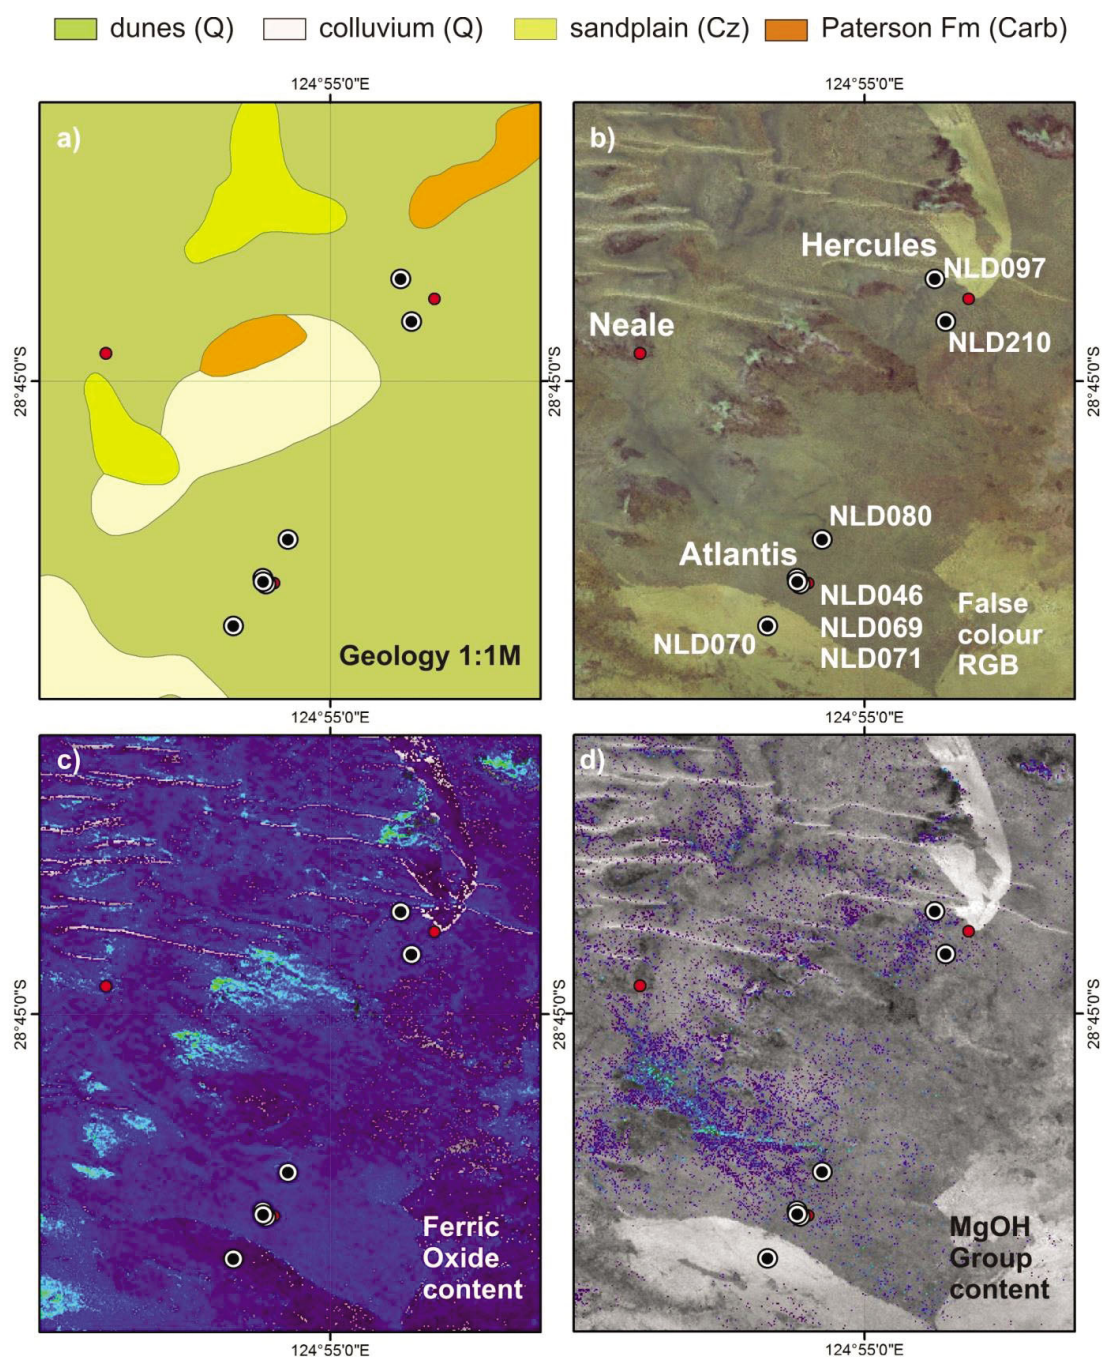 dunes (Q) colluvium (Q) sandplain (Cz) Paterson Fm (Carb)
124°55'0"E 124°55'0"E
a) b)
Hercules
NLD097
Neale
NLD210
28°45'0"S 28°45'0"S 28°45'0"S
NLD080
Atlantis
NLD046
NLD069
NLD071
NLD070
False
colour
RGB
Geology 1:1M
124°55'0"E 124°55'0"E
c) d)
28°45'0"S 28°45'0"S 28°45'0"S
Ferric
Oxide
content
MgOH
Group
content
124°55'0"E 124°55'0"E